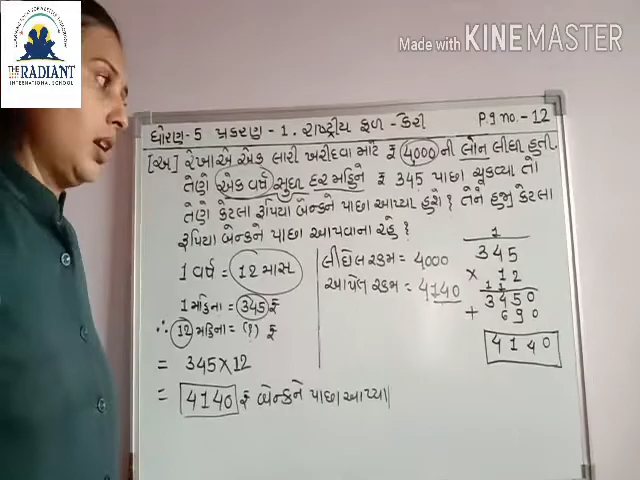 THE RADIANT
INTERNATIONAL SCHOOL
Made with KINEMASTER
ધોરણ-5 પ્રકરણ-1. રાષ્ટ્રીય ફળ-કેરી P.g no.-12
[અ] રેખાએ એક લારી ખરીદવા માટે ₹ 4000 ની લોન લીધી હતી.
તેણે એક વર્ષ સુધી દર મહિને ₹ 345 પાછા ચૂકવ્યા તો
તેણે કેટલા રૂપિયા બેન્કને પાછા આપ્યા હશે? તેને હજુ કેટલા
રૂપિયા બેન્કને પાછા આપવાના રહે?
1 વર્ષ = 12 માસ
1 મહિના = 345 ₹
∴ 12 મહિના = (?) ₹
= 345 X 12
= 4140 ₹ બેન્કને પાછા આપ્યા
લીધેલ રકમ = 4000
આપેલ રકમ = 4140
1
345
× 12
11
3450
+ 690
4140